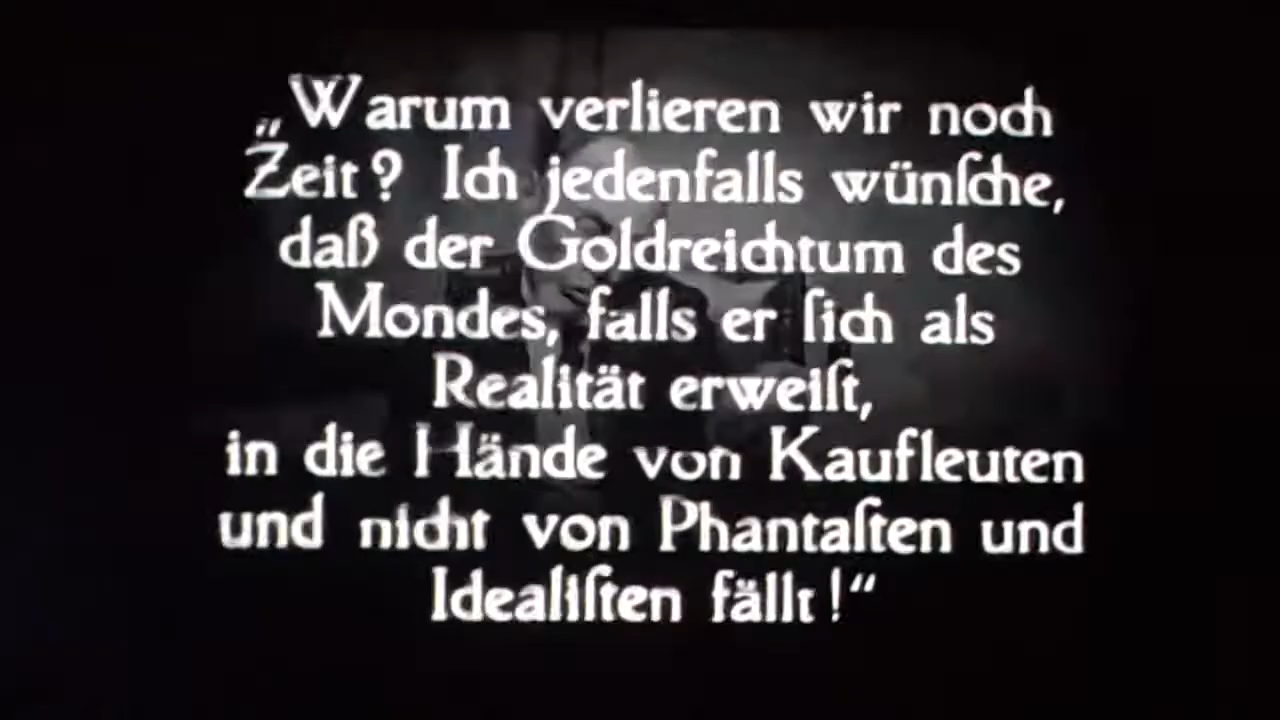 „Warum verlieren wir noch
Zeit? Ich jedenfalls wünſche,
daß der Goldreichtum des
Mondes, falls er ſich als
Realität erweiſt,
in die Hände von Kaufleuten
und nicht von Phantaſten und
Idealiſten fällt!“